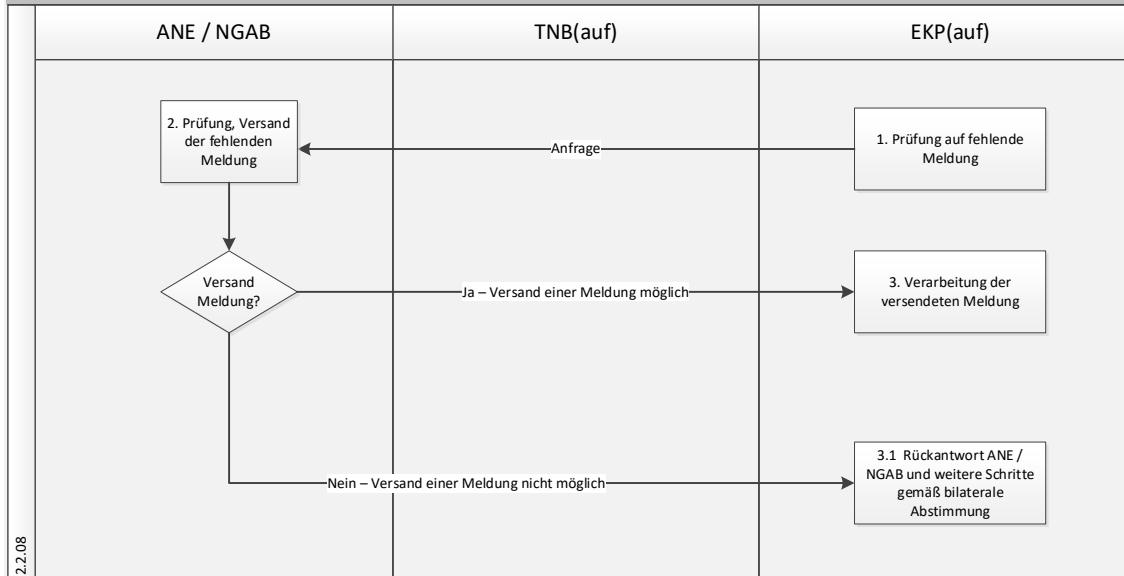 ANE / NGAB
TNB(auf)
EKP(auf)
2. Prüfung, Versand
der fehlenden
Meldung
Anfrage
1. Prüfung auf fehlende
Meldung
Versand
Meldung?
Ja – Versand einer Meldung möglich
3. Verarbeitung der
versendeten Meldung
Nein – Versand einer Meldung nicht möglich
3.1 Rückantwort ANE /
NGAB und weitere Schritte
gemäß bilaterale
Abstimmung
2.2.08